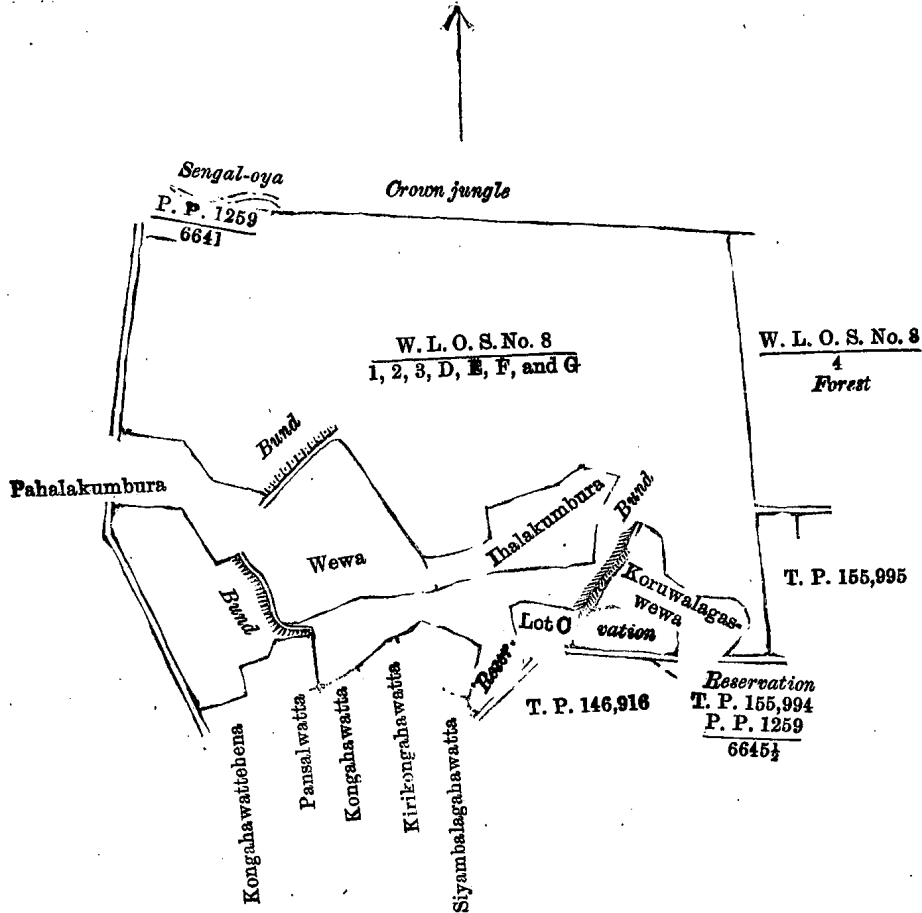 Sengal-oya
Crown jungle
P. P. 1259
6641
W. L. O. S. No. 8
1, 2, 3, D, E, F, and G
W. L. O. S. No. 8
4
Forest
Bund
Pahalakumbura
Ihalakumbura
Bund
Wewa
T. P. 155,995
Bund
Koruwalagas-
wewa
Lot C
Reser-
vation
Reservation
T. P. 146,916
T. P. 155,994
P. P. 1259
6645½
Kongahawattehena
Pansalwatta
Kongahawatta
Kirikongahawatta
Siyambalagahawatta